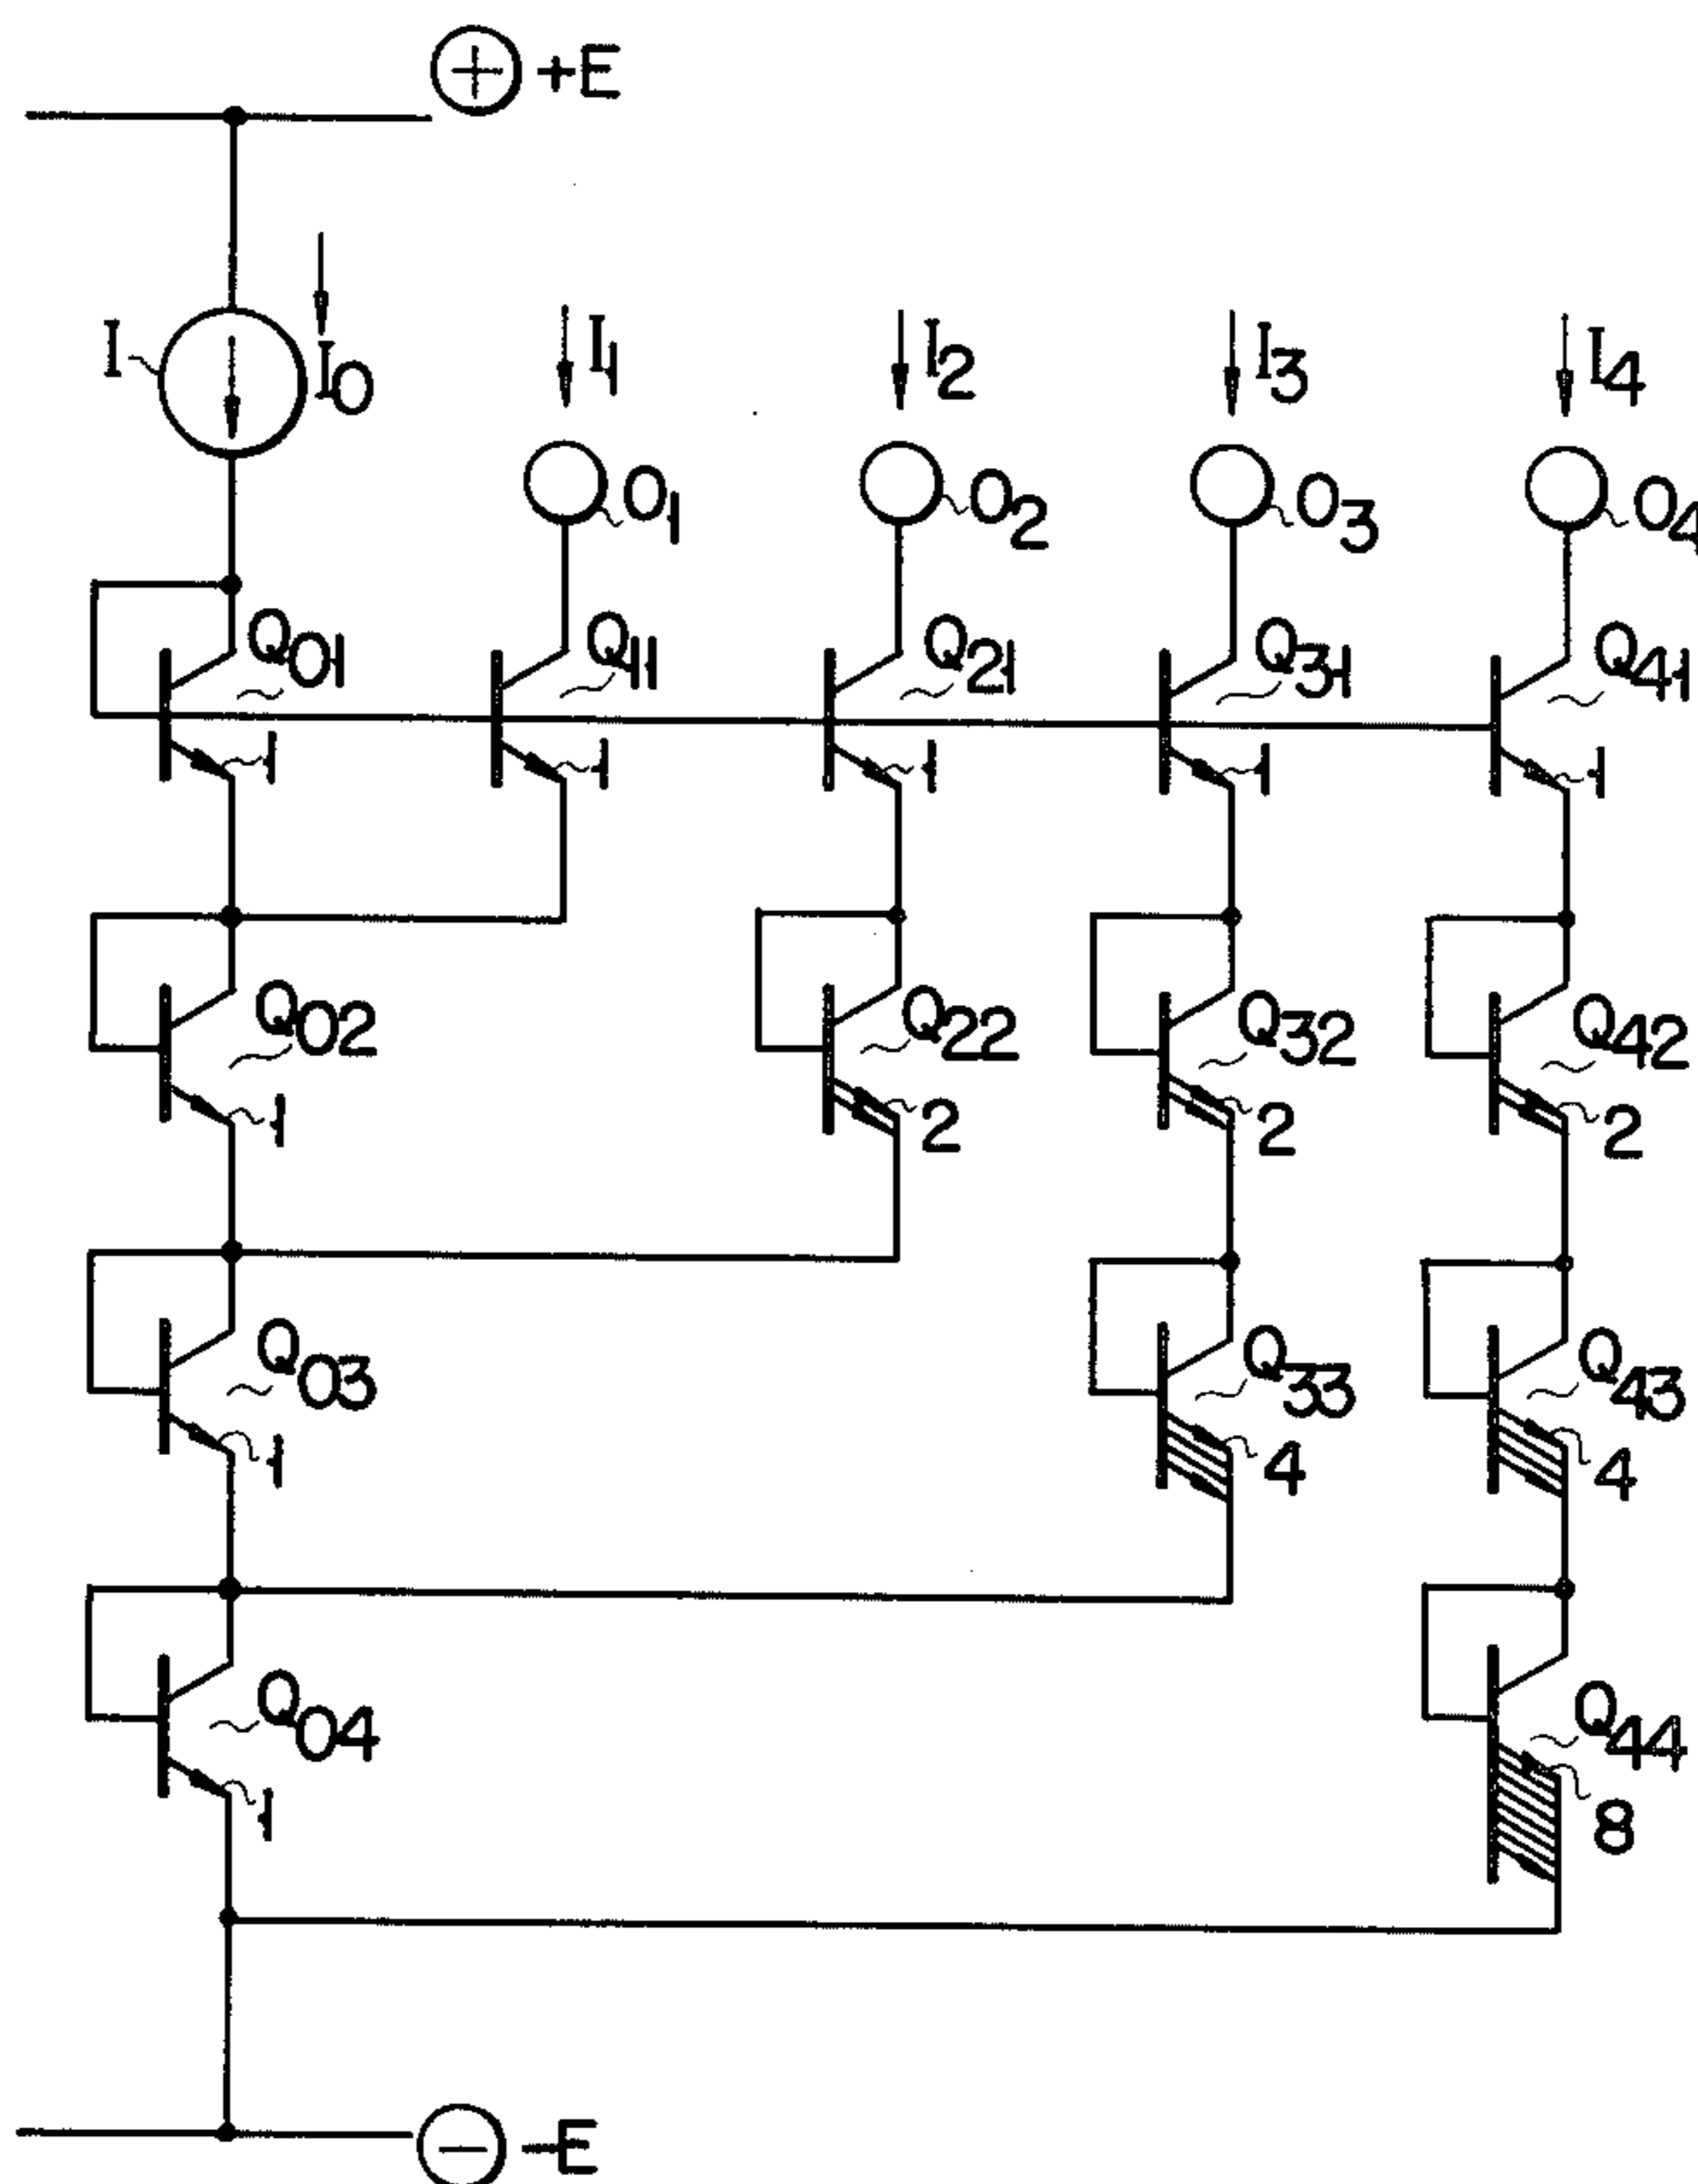 + +E
I I0 I1 I2 I3 I4
O1 O2 O3 O4
Q01 Q11 Q21 Q31 Q41
1 1 1 1 1
Q02 Q22 Q32 Q42
1 2 2 2
Q03 Q33 Q43
1 4 4
Q04 Q44
1 8
− −E